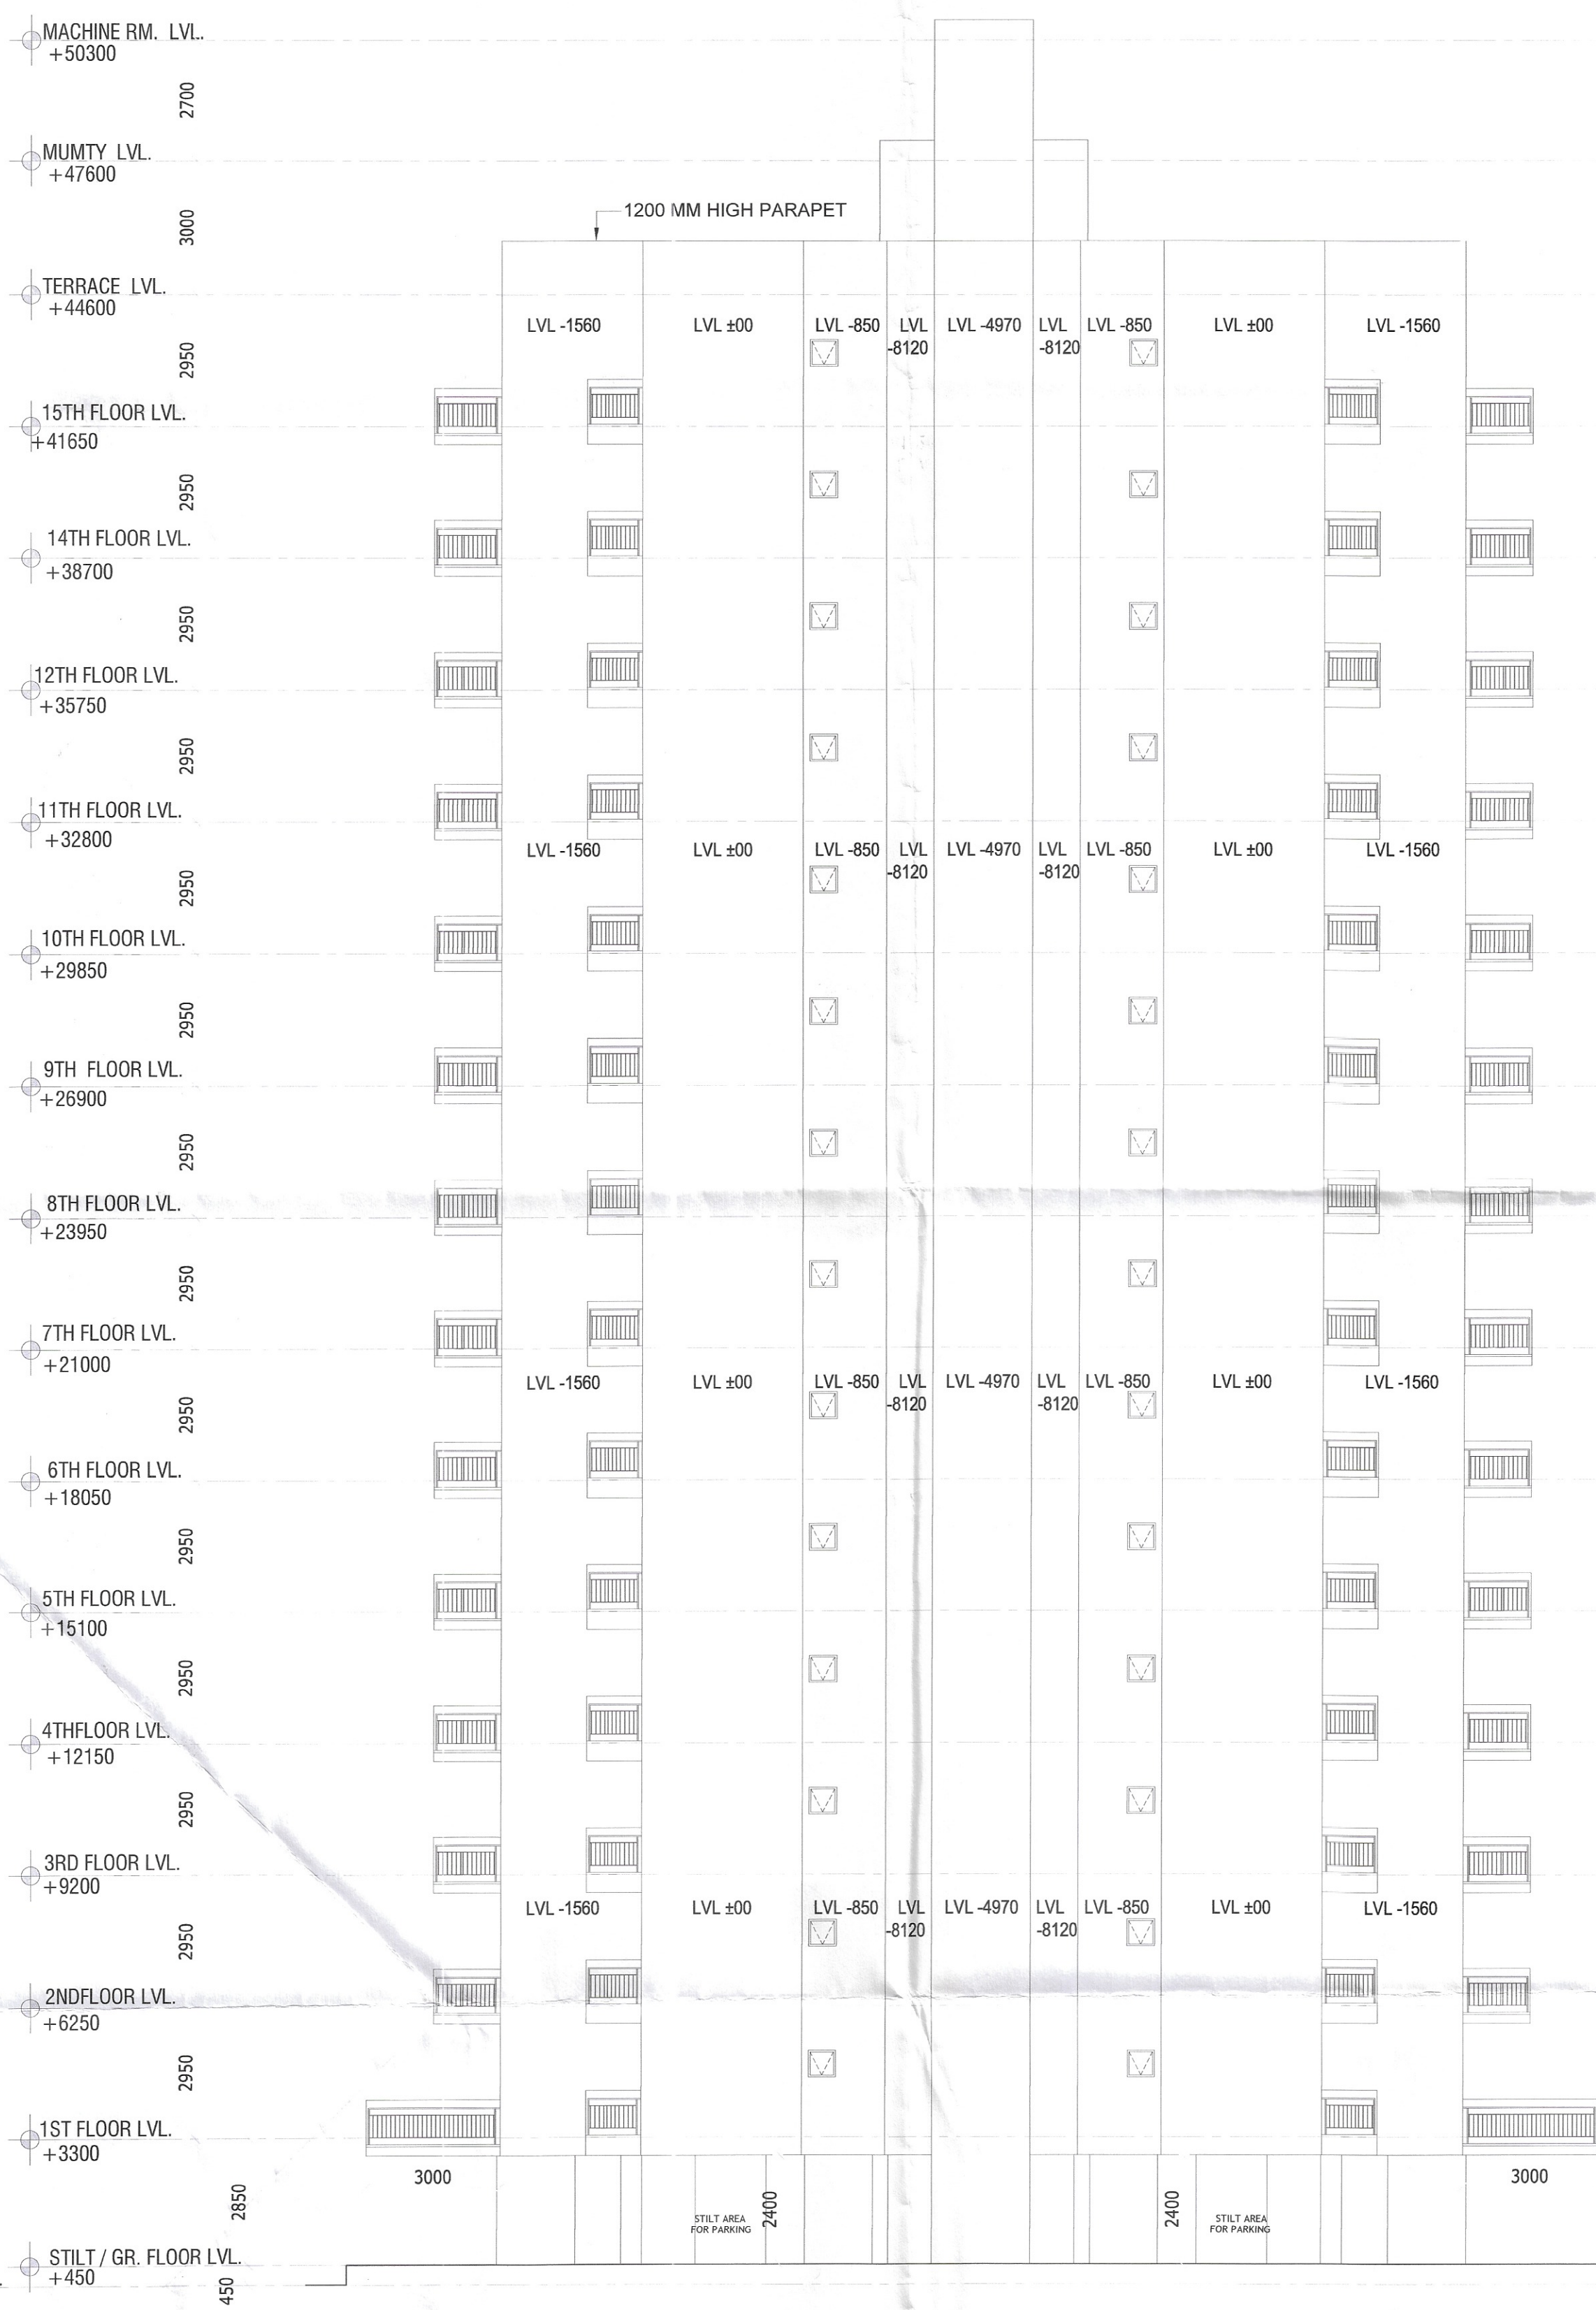 MACHINE RM. LVL.
+50300
2700
MUMTY LVL.
+47600
3000
1200 MM HIGH PARAPET
TERRACE LVL.
+44600
LVL -1560 LVL ±00 LVL -850 LVL -8120 LVL -4970 LVL -8120 LVL -850 LVL ±00 LVL -1560
2950
15TH FLOOR LVL.
+41650
2950
14TH FLOOR LVL.
+38700
2950
12TH FLOOR LVL.
+35750
2950
11TH FLOOR LVL.
+32800
LVL -1560 LVL ±00 LVL -850 LVL -8120 LVL -4970 LVL -8120 LVL -850 LVL ±00 LVL -1560
2950
10TH FLOOR LVL.
+29850
2950
9TH FLOOR LVL.
+26900
2950
8TH FLOOR LVL.
+23950
2950
7TH FLOOR LVL.
+21000
LVL -1560 LVL ±00 LVL -850 LVL -8120 LVL -4970 LVL -8120 LVL -850 LVL ±00 LVL -1560
2950
6TH FLOOR LVL.
+18050
2950
5TH FLOOR LVL.
+15100
2950
4THFLOOR LVL.
+12150
2950
3RD FLOOR LVL.
+9200
LVL -1560 LVL ±00 LVL -850 LVL -8120 LVL -4970 LVL -8120 LVL -850 LVL ±00 LVL -1560
2950
2NDFLOOR LVL.
+6250
2950
1ST FLOOR LVL.
+3300
3000
3000
2850
2400
2400
STILT AREA
FOR PARKING
STILT AREA
FOR PARKING
STILT / GR. FLOOR LVL.
+450
450